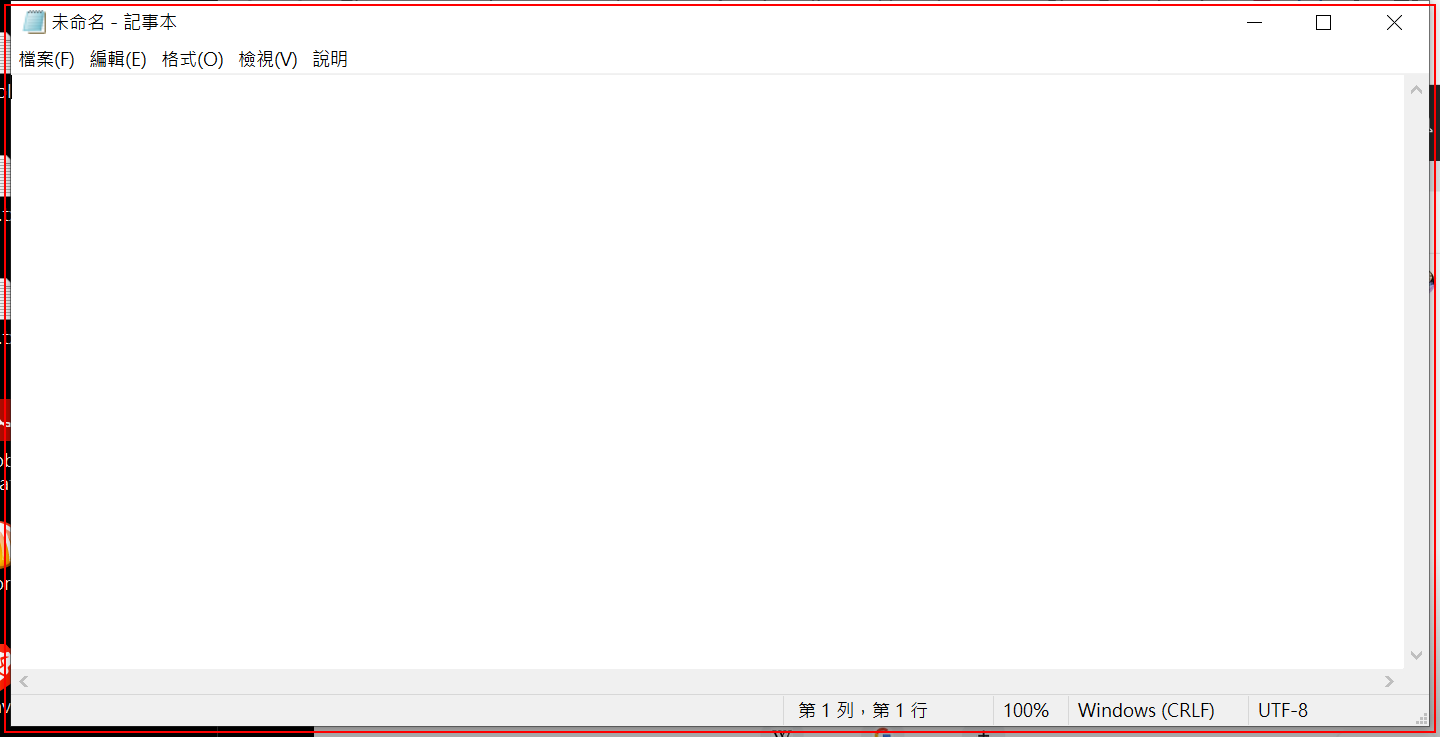 未命名 - 記事本
檔案(F) 編輯(E) 格式(O) 檢視(V) 說明
第 1 列，第 1 行 100% Windows (CRLF) UTF-8